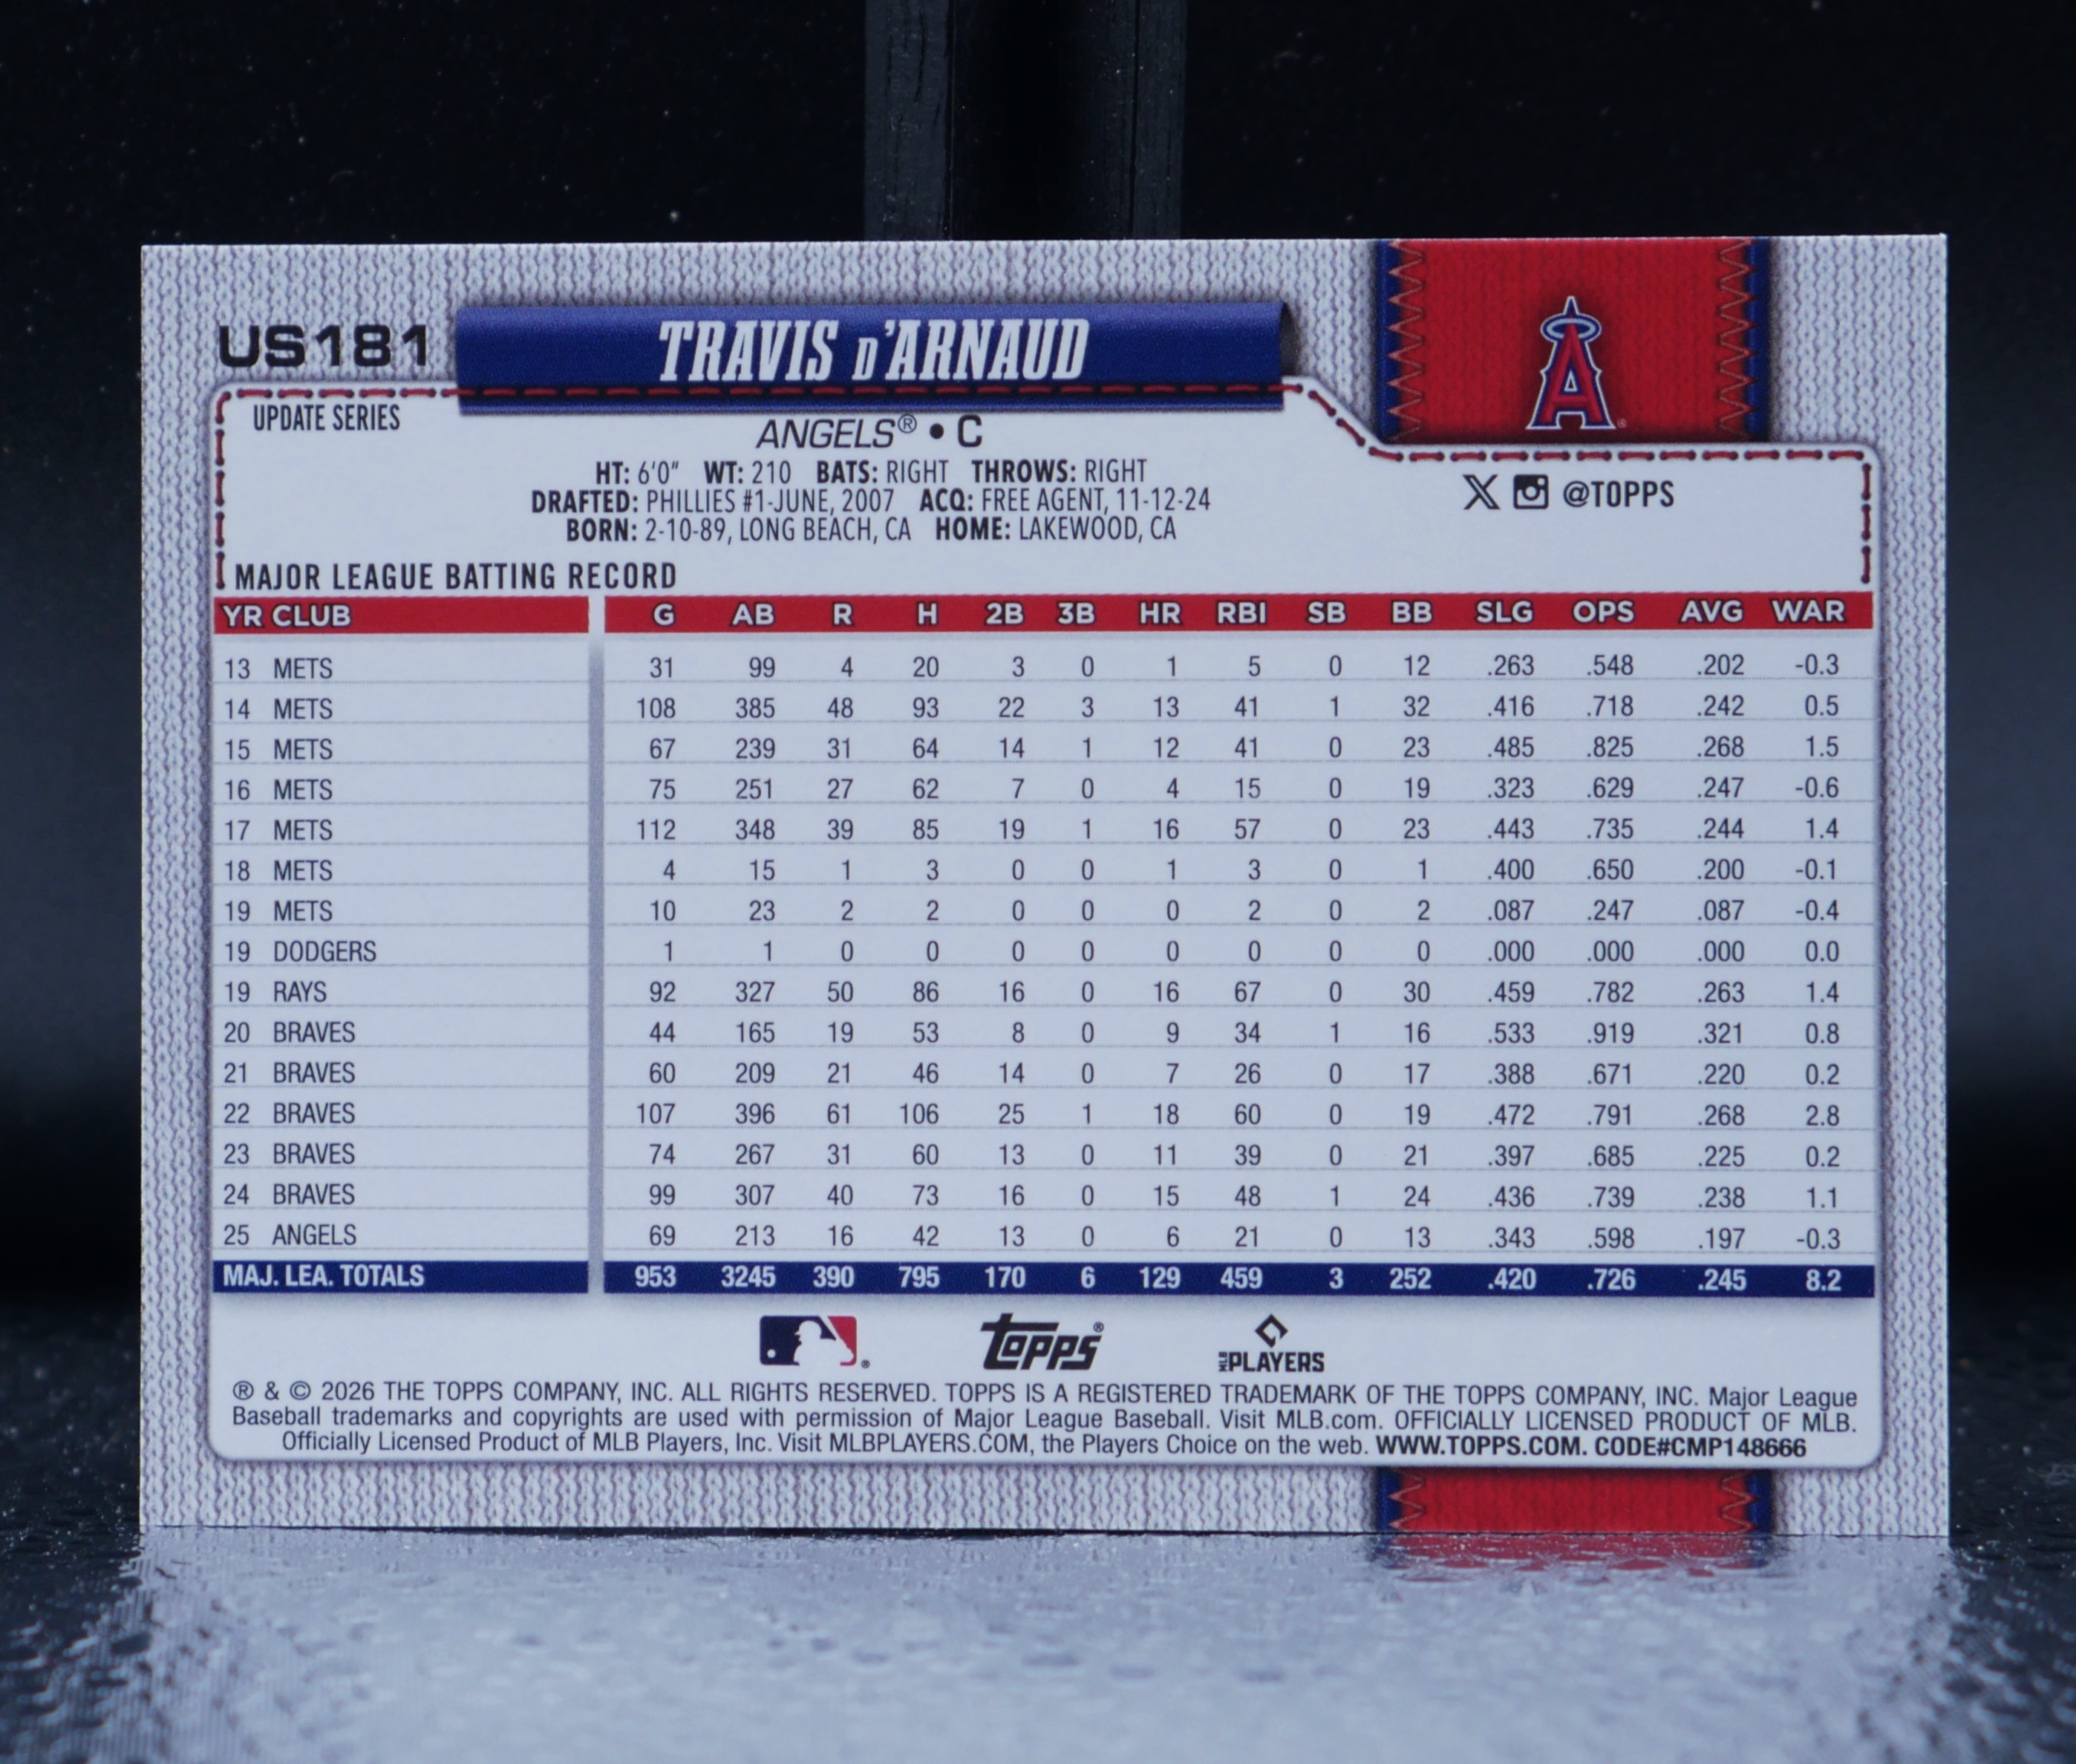 US181
TRAVIS D'ARNAUD
A
UPDATE SERIES
ANGELS® • C
HT: 6'0" WT: 210 BATS: RIGHT THROWS: RIGHT
DRAFTED: PHILLIES #1-JUNE, 2007 ACQ: FREE AGENT, 11-12-24
BORN: 2-10-89, LONG BEACH, CA HOME: LAKEWOOD, CA
X @TOPPS
MAJOR LEAGUE BATTING RECORD
YR CLUB G AB R H 2B 3B HR RBI SB BB SLG OPS AVG WAR
13 METS 31 99 4 20 3 0 1 5 0 12 .263 .548 .202 -0.3
14 METS 108 385 48 93 22 3 13 41 1 32 .416 .718 .242 0.5
15 METS 67 239 31 64 14 1 12 41 0 23 .485 .825 .268 1.5
16 METS 75 251 27 62 7 0 4 15 0 19 .323 .629 .247 -0.6
17 METS 112 348 39 85 19 1 16 57 0 23 .443 .735 .244 1.4
18 METS 4 15 1 3 0 0 1 3 0 1 .400 .650 .200 -0.1
19 METS 10 23 2 2 0 0 0 2 0 2 .087 .247 .087 -0.4
19 DODGERS 1 1 0 0 0 0 0 0 0 0 .000 .000 .000 0.0
19 RAYS 92 327 50 86 16 0 16 67 0 30 .459 .782 .263 1.4
20 BRAVES 44 165 19 53 8 0 9 34 1 16 .533 .919 .321 0.8
21 BRAVES 60 209 21 46 14 0 7 26 0 17 .388 .671 .220 0.2
22 BRAVES 107 396 61 106 25 1 18 60 0 19 .472 .791 .268 2.8
23 BRAVES 74 267 31 60 13 0 11 39 0 21 .397 .685 .225 0.2
24 BRAVES 99 307 40 73 16 0 15 48 1 24 .436 .739 .238 1.1
25 ANGELS 69 213 16 42 13 0 6 21 0 13 .343 .598 .197 -0.3
MAJ. LEA. TOTALS 953 3245 390 795 170 6 129 459 3 252 .420 .726 .245 8.2
topps® MLB PLAYERS
® & © 2026 THE TOPPS COMPANY, INC. ALL RIGHTS RESERVED. TOPPS IS A REGISTERED TRADEMARK OF THE TOPPS COMPANY, INC. Major League
Baseball trademarks and copyrights are used with permission of Major League Baseball. Visit MLB.com. OFFICIALLY LICENSED PRODUCT OF MLB.
Officially Licensed Product of MLB Players, Inc. Visit MLBPLAYERS.COM, the Players Choice on the web. WWW.TOPPS.COM. CODE#CMP148666